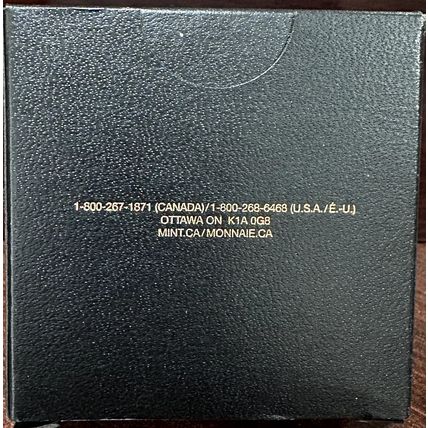 1-800-267-1871 (CANADA)/1-800-268-6468 (U.S.A./É.-U.)
OTTAWA ON K1A 0G8
MINT.CA/MONNAIE.CA